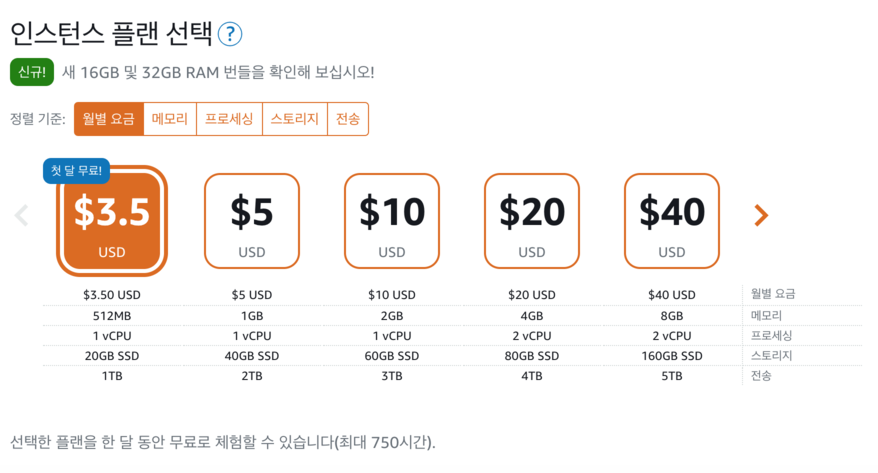 인스턴스 플랜 선택 ?
신규! 새 16GB 및 32GB RAM 번들을 확인해 보십시오!
정렬 기준: 월별 요금 메모리 프로세싱 스토리지 전송
첫 달 무료!
$3.5 $5 $10 $20 $40
USD USD USD USD USD
$3.50 USD $5 USD $10 USD $20 USD $40 USD 월별 요금
512MB 1GB 2GB 4GB 8GB 메모리
1 vCPU 1 vCPU 1 vCPU 2 vCPU 2 vCPU 프로세싱
20GB SSD 40GB SSD 60GB SSD 80GB SSD 160GB SSD 스토리지
1TB 2TB 3TB 4TB 5TB 전송
선택한 플랜을 한 달 동안 무료로 체험할 수 있습니다(최대 750시간).